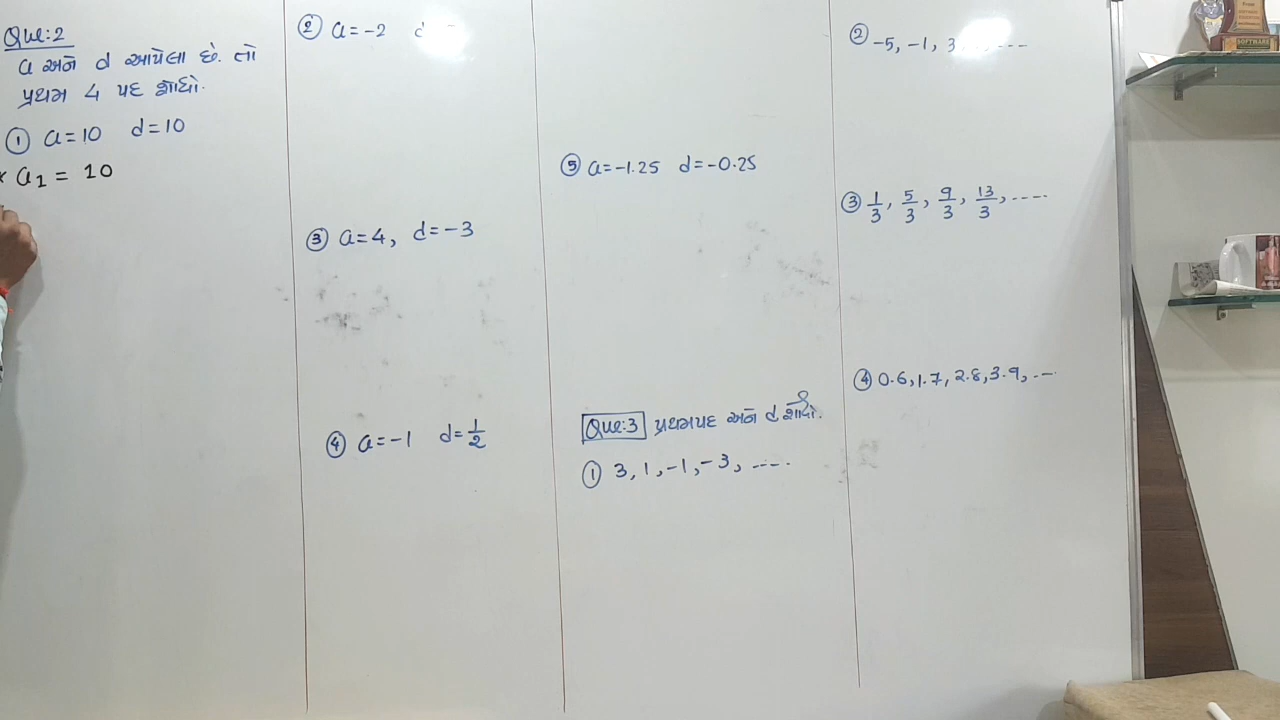 Que:2
a અને d આપેલા છે. તો
પ્રથમ 4 પદ શોધો.
① a=10 d=10
a₁ = 10
② a=-2
③ a=4, d=-3
④ a=-1 d=1/2
⑤ a=-1.25 d=-0.25
Que:3 પ્રથમપદ અને d શોધો.
① 3, 1, -1, -3, ----.
② -5, -1, 3
③ 1/3, 5/3, 9/3, 13/3, ----
④ 0.6, 1.7, 2.8, 3.9, ---
SOFTWARE